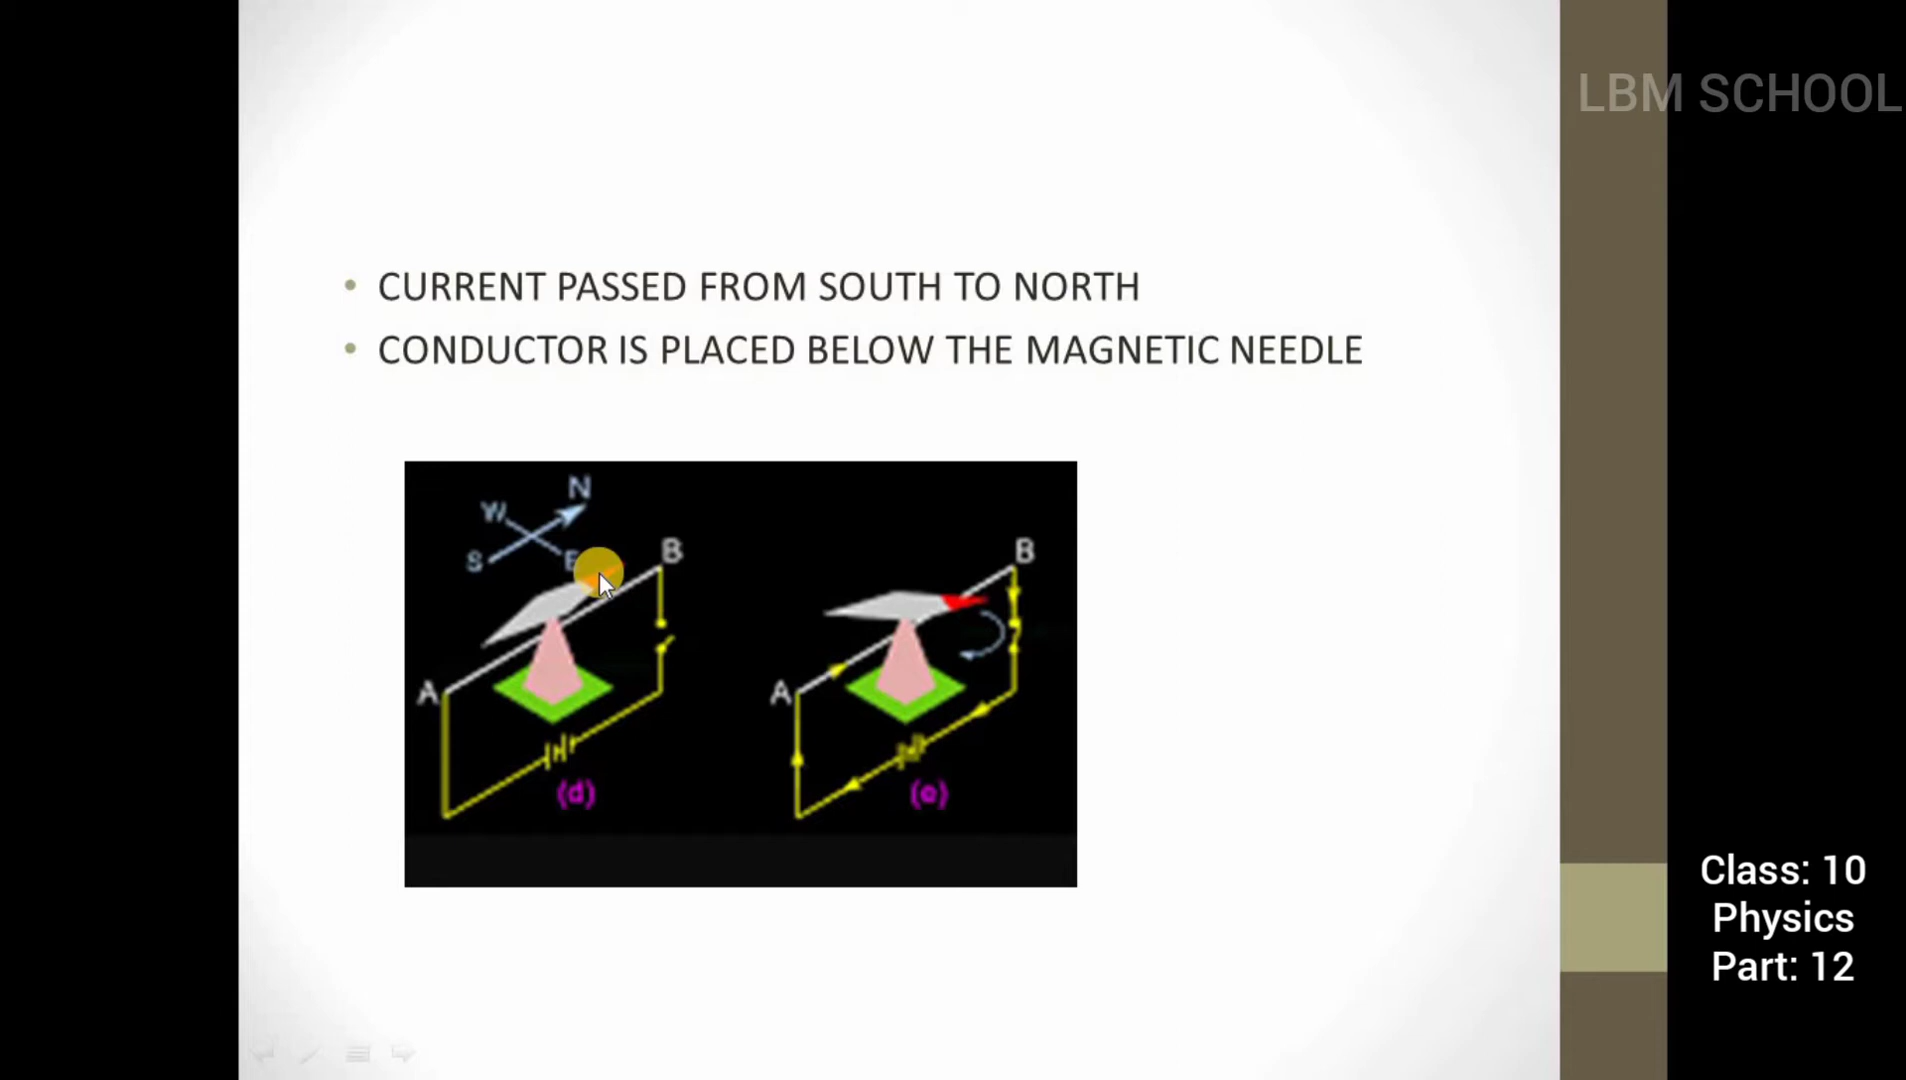 LBM SCHOOL
• CURRENT PASSED FROM SOUTH TO NORTH
• CONDUCTOR IS PLACED BELOW THE MAGNETIC NEEDLE
N
W
S
E
B
A
(d)
B
A
(e)
Class: 10
Physics
Part: 12